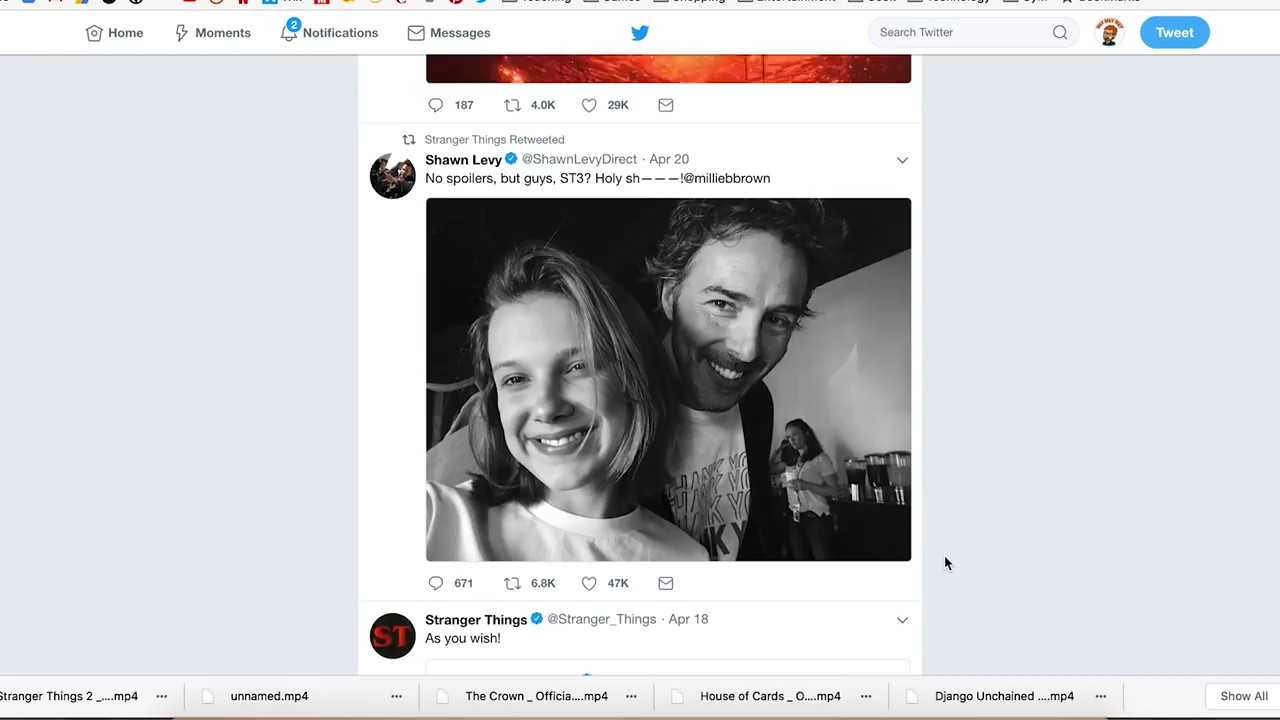 Home
Moments
2
Notifications
Messages
Search Twitter
Tweet
187
4.0K
29K
Stranger Things Retweeted
Shawn Levy @ShawnLevyDirect · Apr 20
No spoilers, but guys, ST3? Holy sh———!@milliebbrown
671
6.8K
47K
ST
Stranger Things @Stranger_Things · Apr 18
As you wish!
Stranger Things 2 _....mp4
unnamed.mp4
The Crown _ Officia....mp4
House of Cards _ O....mp4
Django Unchained ....mp4
Show All